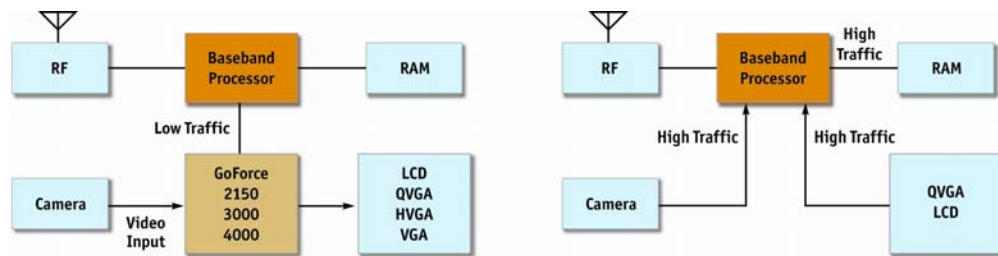 RF
Baseband
Processor
RAM
Low Traffic
Camera
Video
Input
GoForce
2150
3000
4000
LCD
QVGA
HVGA
VGA
RF
Baseband
Processor
High
Traffic
RAM
High Traffic
High Traffic
Camera
QVGA
LCD